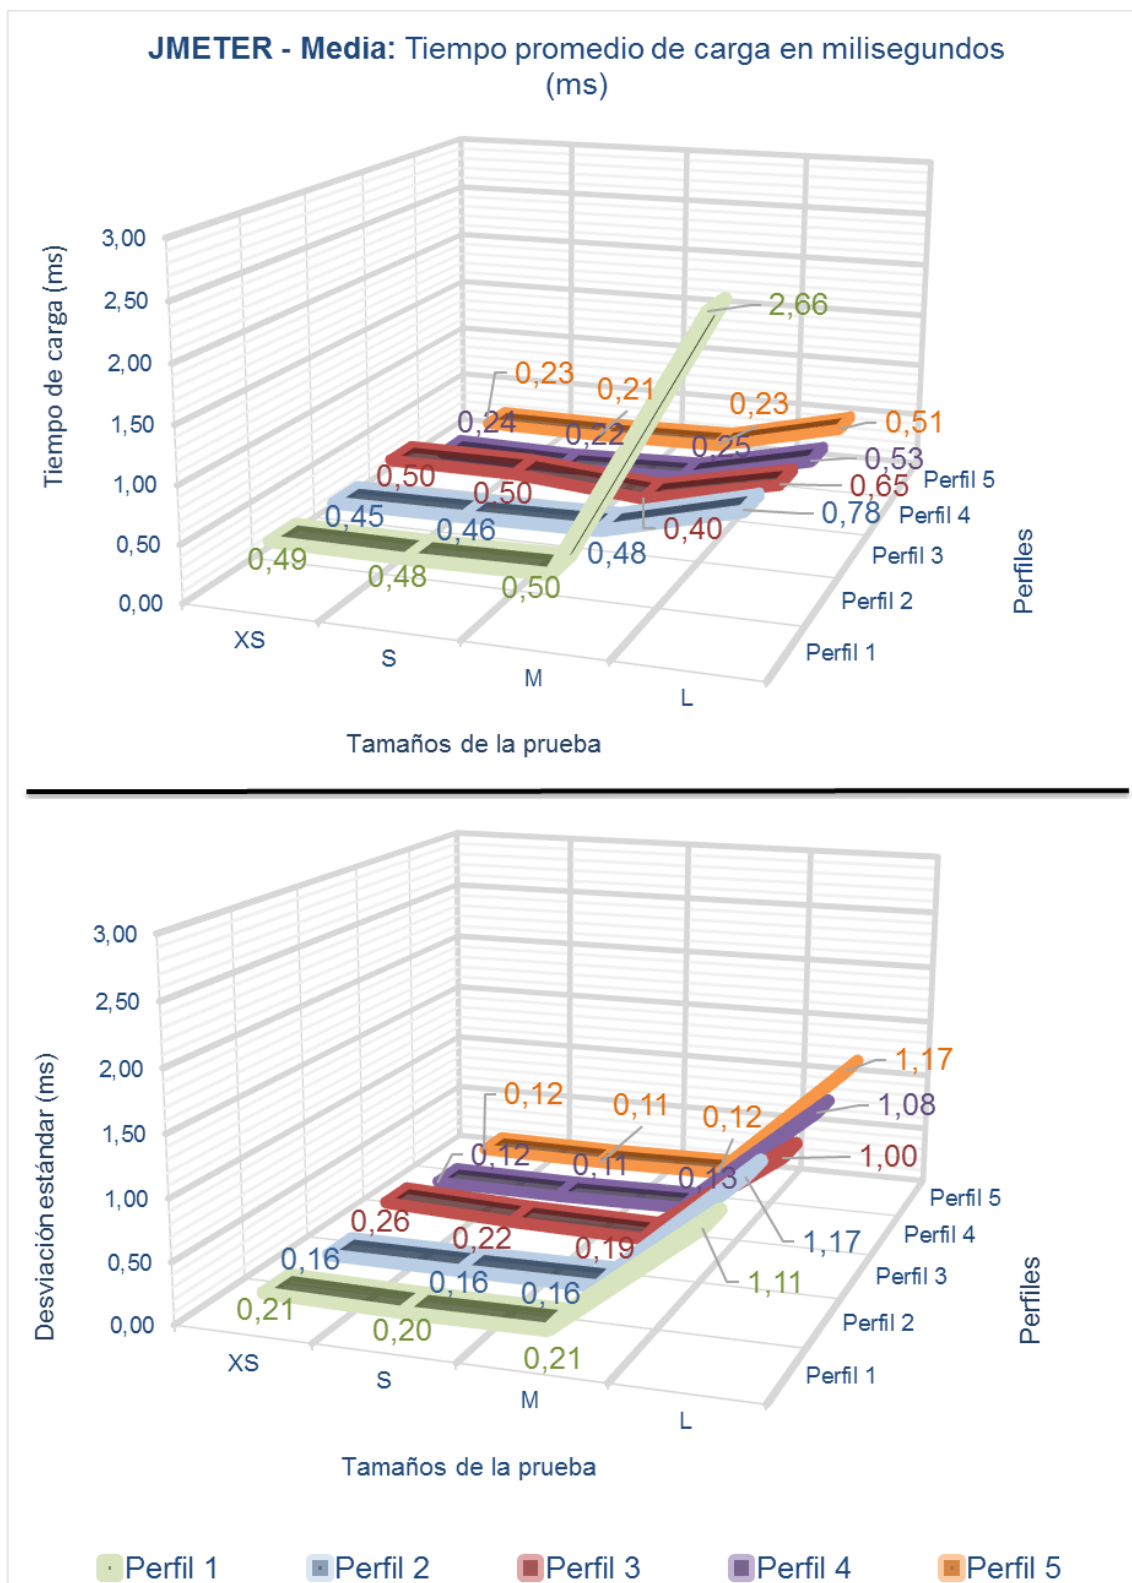 JMETER - Media: Tiempo promedio de carga en milisegundos
(ms)
Tiempo de carga (ms)
3,00
2,50
2,00
1,50
1,00
0,50
0,00
2,66
0,23
0,21
0,23
0,51
0,24
0,22
0,25
0,53
0,50
0,50
0,40
0,65
0,45
0,46
0,48
0,78
0,49
0,48
0,50
XS
S
M
L
Perfil 5
Perfil 4
Perfil 3
Perfil 2
Perfil 1
Perfiles
Tamaños de la prueba
Desviación estándar (ms)
3,00
2,50
2,00
1,50
1,00
0,50
0,00
0,12
0,11
0,12
1,17
0,12
0,11
0,13
1,08
0,26
0,22
0,19
1,00
0,16
0,16
0,16
1,17
0,21
0,20
0,21
1,11
XS
S
M
L
Perfil 5
Perfil 4
Perfil 3
Perfil 2
Perfil 1
Perfiles
Tamaños de la prueba
Perfil 1 Perfil 2 Perfil 3 Perfil 4 Perfil 5